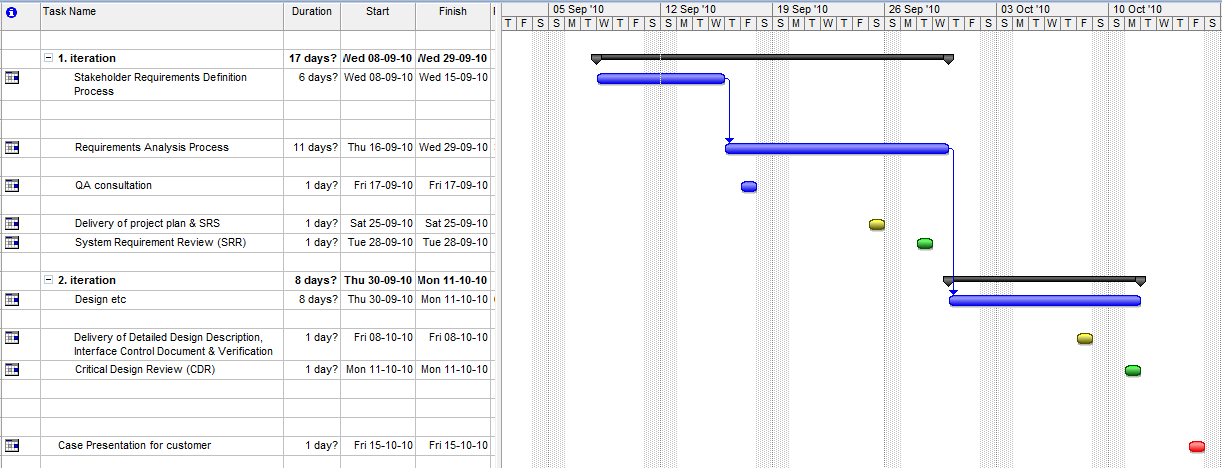 Task Name Duration Start Finish 05 Sep '10 12 Sep '10 19 Sep '10 26 Sep '10 03 Oct '10 10 Oct '10
T F S S M T W T F S S M T W T F S S M T W T F S S M T W T F S S M T W T F S S M T W T F S
1. iteration 17 days? Wed 08-09-10 Wed 29-09-10
Stakeholder Requirements Definition 6 days? Wed 08-09-10 Wed 15-09-10
Process
Requirements Analysis Process 11 days? Thu 16-09-10 Wed 29-09-10
QA consultation 1 day? Fri 17-09-10 Fri 17-09-10
Delivery of project plan & SRS 1 day? Sat 25-09-10 Sat 25-09-10
System Requirement Review (SRR) 1 day? Tue 28-09-10 Tue 28-09-10
2. iteration 8 days? Thu 30-09-10 Mon 11-10-10
Design etc 8 days? Thu 30-09-10 Mon 11-10-10
Delivery of Detailed Design Description, 1 day? Fri 08-10-10 Fri 08-10-10
Interface Control Document & Verification
Critical Design Review (CDR) 1 day? Mon 11-10-10 Mon 11-10-10
Case Presentation for customer 1 day? Fri 15-10-10 Fri 15-10-10